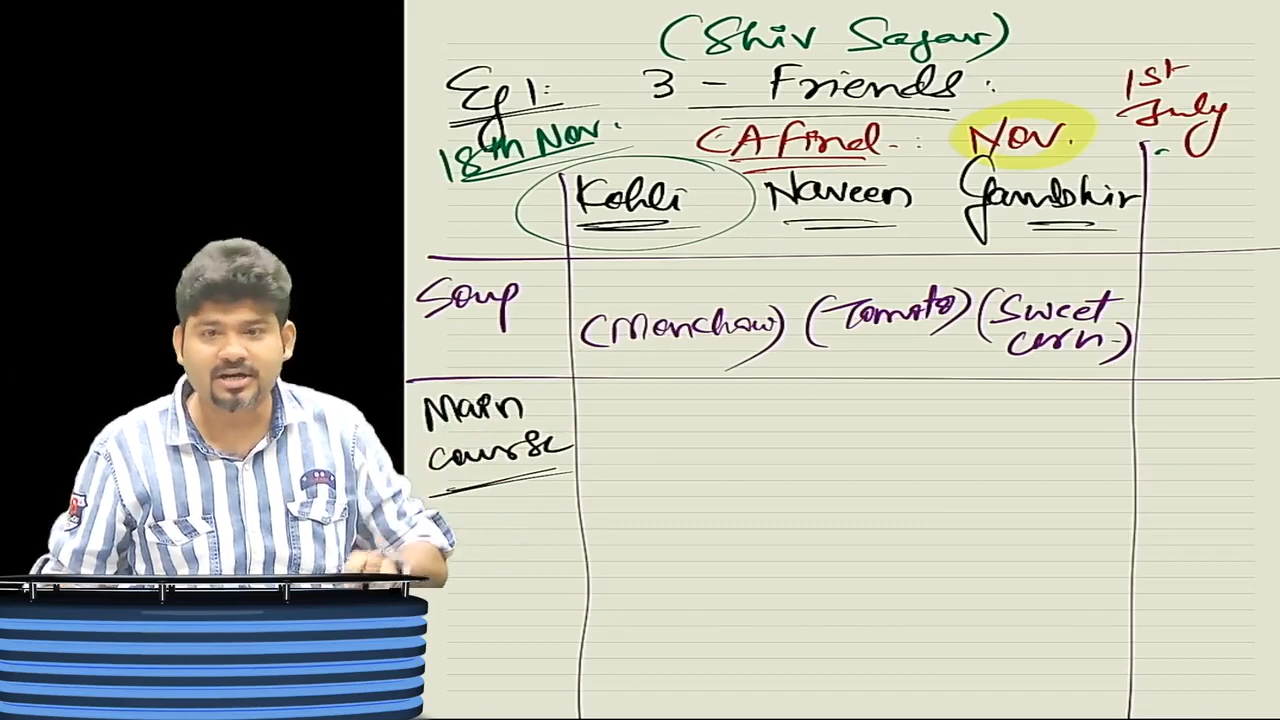 (Shiv Sagar)
Eg 1: 3 - Friends:
1st July
18th Nov. CA Final. : Nov.
Kohli Naveen Gambhir
Soup (Manchaw) (Tomato) (Sweet corn)
Main course